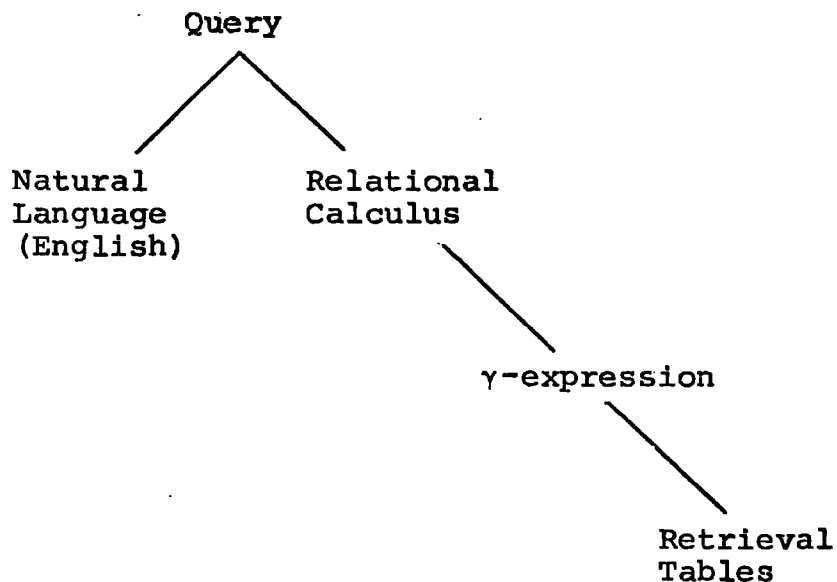 Query
Natural
Language
(English)
Relational
Calculus
γ-expression
Retrieval
Tables